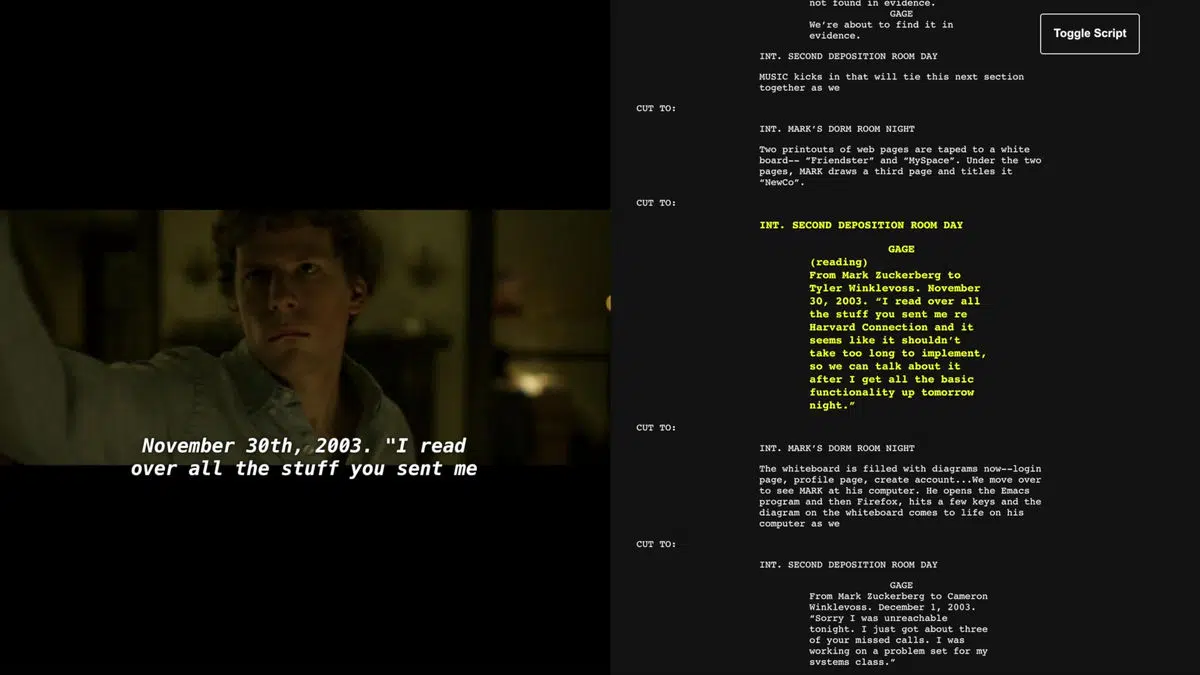 November 30th, 2003. "I read
over all the stuff you sent me
Toggle Script
not found in evidence.
GAGE
We're about to find it in
evidence.
INT. SECOND DEPOSITION ROOM DAY
MUSIC kicks in that will tie this next section
together as we
CUT TO:
INT. MARK’S DORM ROOM NIGHT
Two printouts of web pages are taped to a white
board-- “Friendster” and “MySpace”. Under the two
pages, MARK draws a third page and titles it
“NewCo”.
CUT TO:
INT. SECOND DEPOSITION ROOM DAY
GAGE
(reading)
From Mark Zuckerberg to
Tyler Winklevoss. November
30, 2003. “I read over all
the stuff you sent me re
Harvard Connection and it
seems like it shouldn’t
take too long to implement,
so we can talk about it
after I get all the basic
functionality up tomorrow
night.”
CUT TO:
INT. MARK’S DORM ROOM NIGHT
The whiteboard is filled with diagrams now--login
page, profile page, create account...We move over
to see MARK at his computer. He opens the Emacs
program and then Firefox, hits a few keys and the
diagram on the whiteboard comes to life on his
computer as we
CUT TO:
INT. SECOND DEPOSITION ROOM DAY
GAGE
From Mark Zuckerberg to Cameron
Winklevoss. December 1, 2003.
“Sorry I was unreachable
tonight. I just got about three
of your missed calls. I was
working on a problem set for my
systems class.”